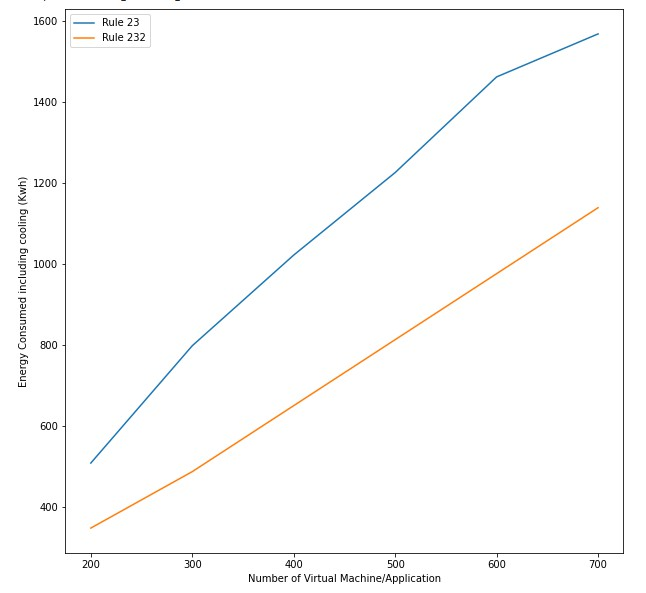 1600
1400
1200
1000
800
600
400
Energy Consumed including cooling (Kwh)
Rule 23
Rule 232
200 300 400 500 600 700
Number of Virtual Machine/Application